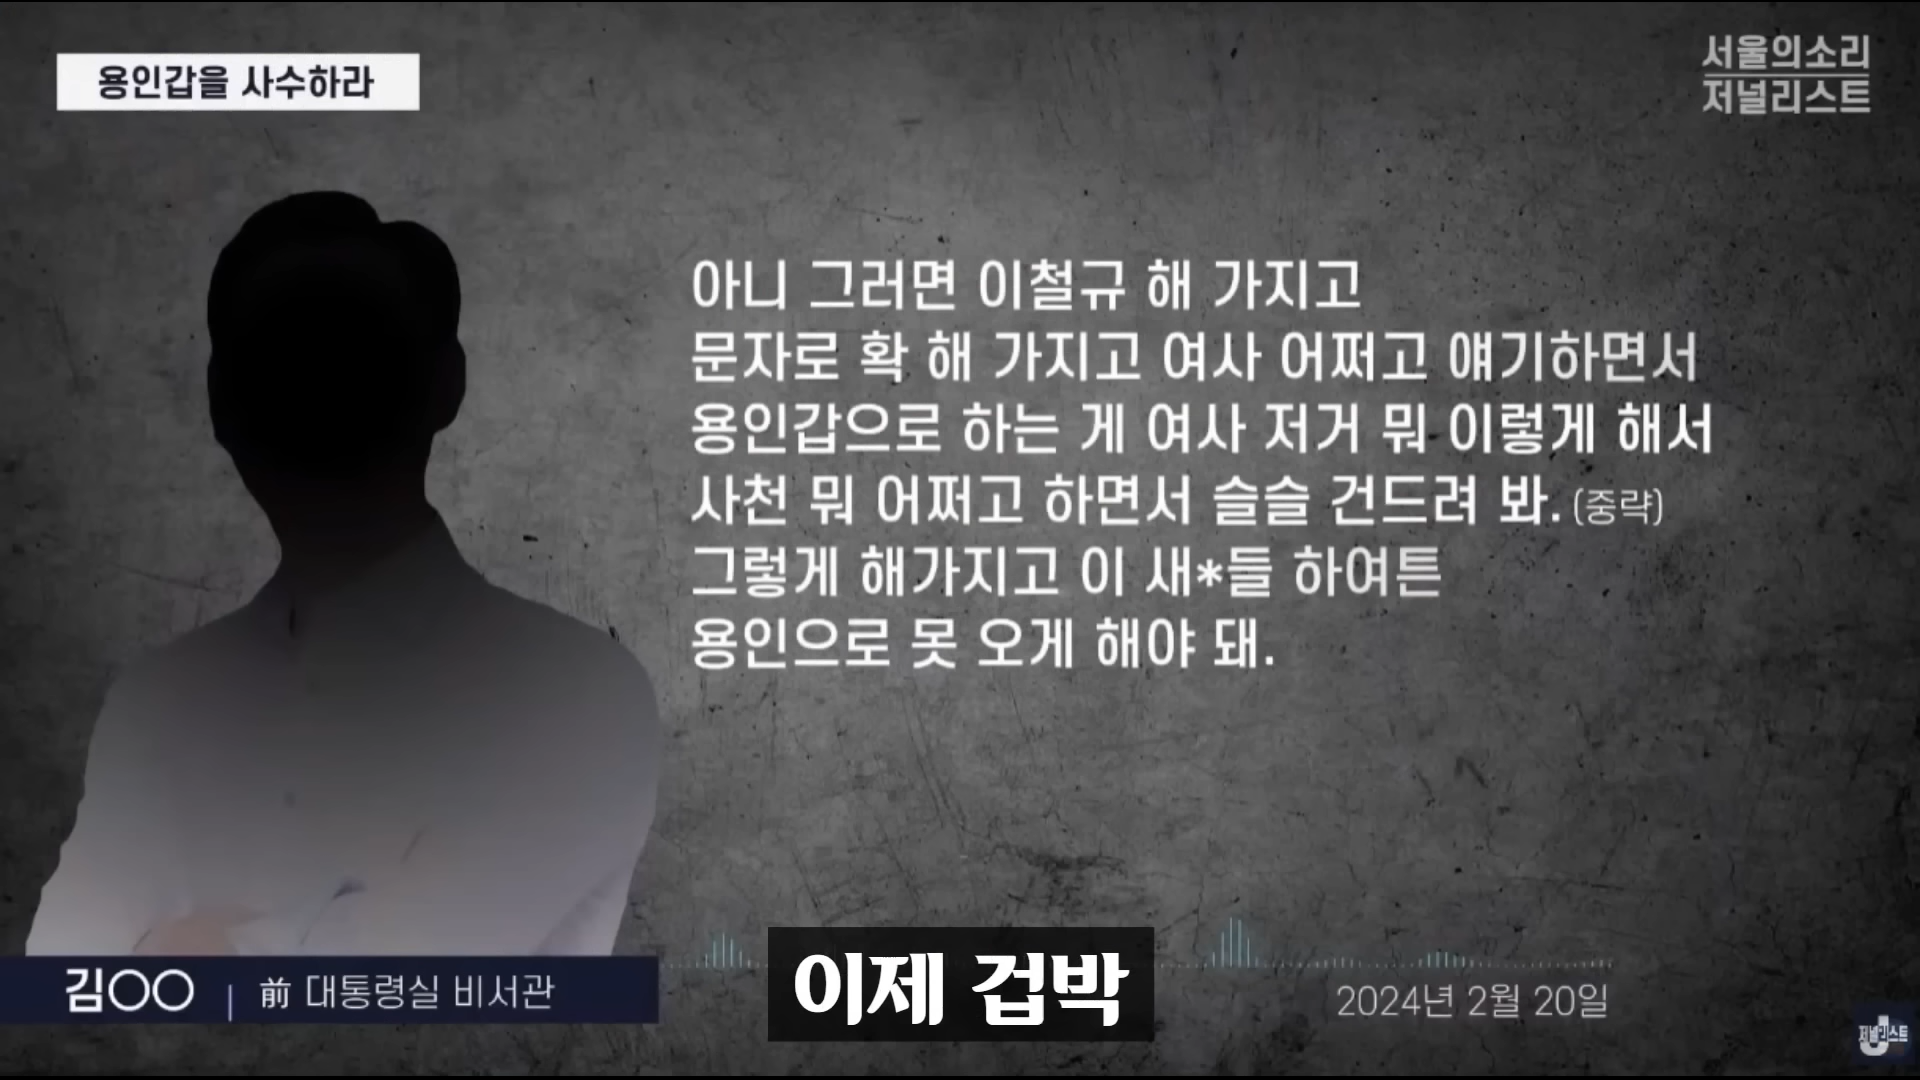 용인갑을 사수하라
서울의소리
저널리스트
아니 그러면 이철규 해 가지고
문자로 확 해 가지고 여사 어쩌고 얘기하면서
용인갑으로 하는 게 여사 저거 뭐 이렇게 해서
사천 뭐 어쩌고 하면서 슬슬 건드려 봐. (중략)
그렇게 해가지고 이 새*들 하여튼
용인으로 못 오게 해야 돼.
김○○ | 前 대통령실 비서관
이제 겁박
2024년 2월 20일
저널리스트